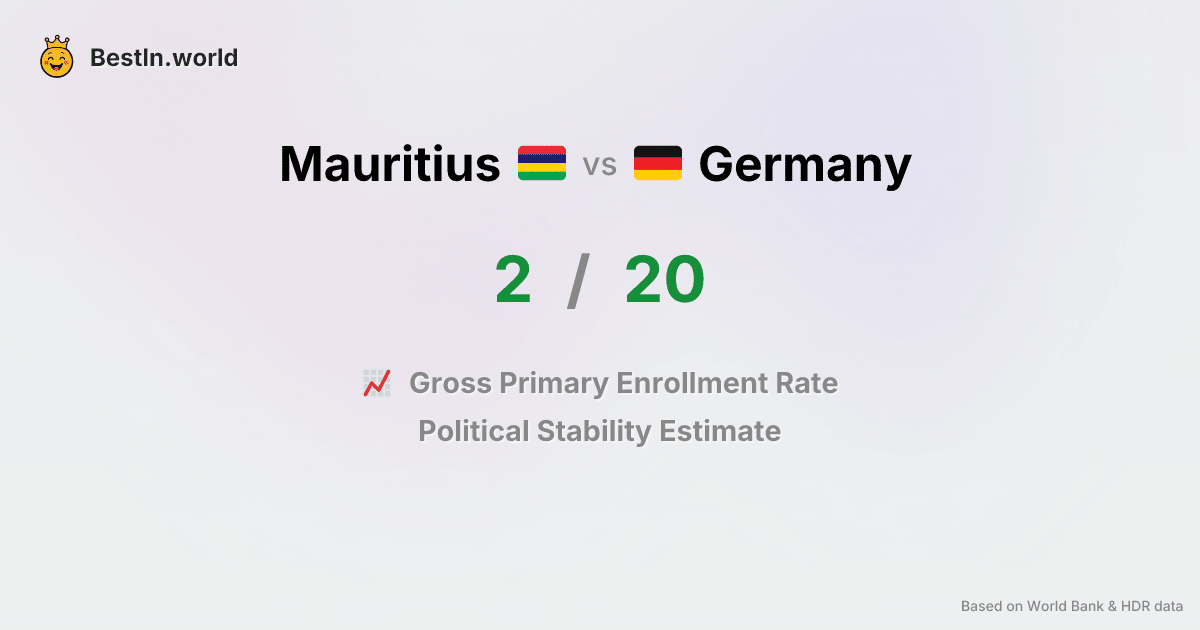 BestIn.world
Mauritius vs Germany
2 / 20
Gross Primary Enrollment Rate
Political Stability Estimate
Based on World Bank & HDR data